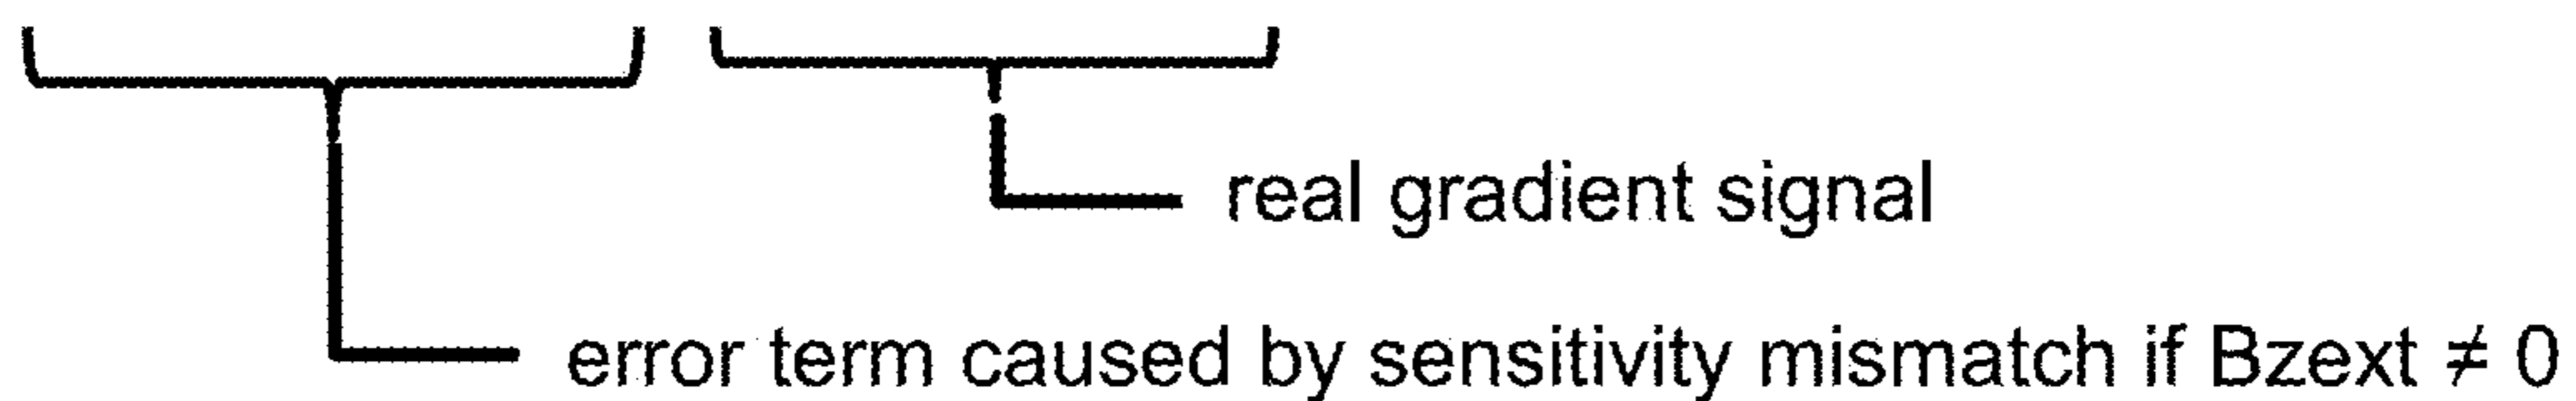 real gradient signal
error term caused by sensitivity mismatch if Bzext ≠ 0